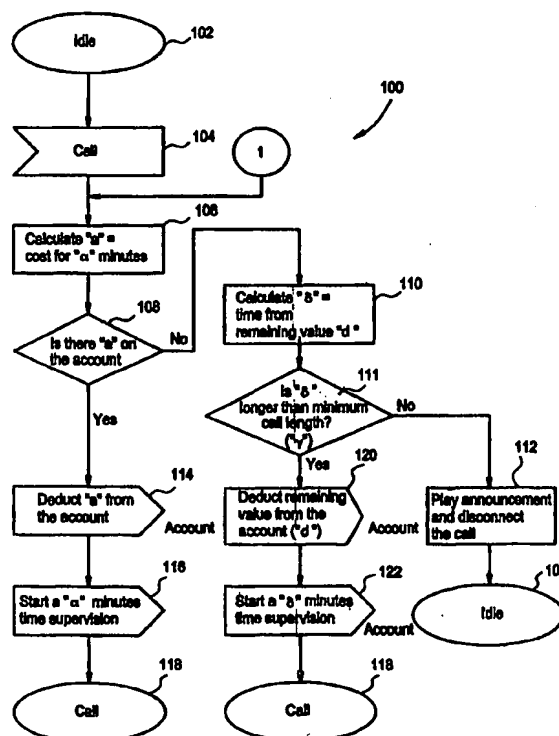 Idle
102
100
Call
104
1
106
Calculate "a" =
cost for "α" minutes
108
Is there "a" on
the account
No
Yes
Calculate "δ" =
time from
remaining value "d"
110
111
Is "δ"
longer than minimum
call length?
("γ")
No
Yes
112
Play announcement
and disconnect
the call
114
Deduct "a" from
the account
Account
120
Deduct remaining
value from the
account ("d")
Account
116
Start a "α" minutes
time supervision
122
Start a "δ" minutes
time supervision
Account
10
Idle
118
Call
118
Call